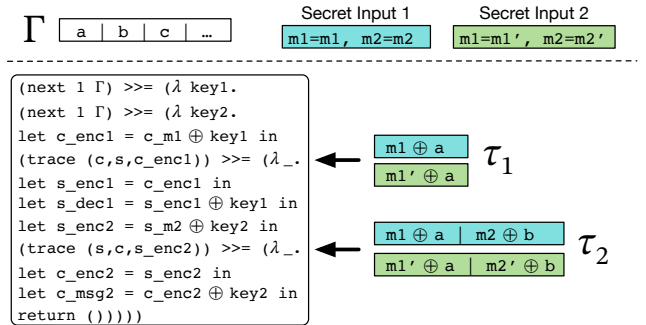 Secret Input 1 Secret Input 2
Γ a | b | c | …
m1=m1, m2=m2 m1=m1′, m2=m2′
(next 1 Γ) >>= (λ key1.
(next 1 Γ) >>= (λ key2.
let c_enc1 = c_m1 ⊕ key1 in
(trace (c,s,c_enc1)) >>= (λ_.
let s_enc1 = c_enc1 in
let s_dec1 = s_enc1 ⊕ key1 in
let s_enc2 = s_m2 ⊕ key2 in
(trace (s,c,s_enc2)) >>= (λ_.
let c_enc2 = s_enc2 in
let c_msg2 = c_enc2 ⊕ key2 in
return ()))))
m1 ⊕ a
m1′ ⊕ a
τ1
m1 ⊕ a | m2 ⊕ b
m1′ ⊕ a | m2′ ⊕ b
τ2